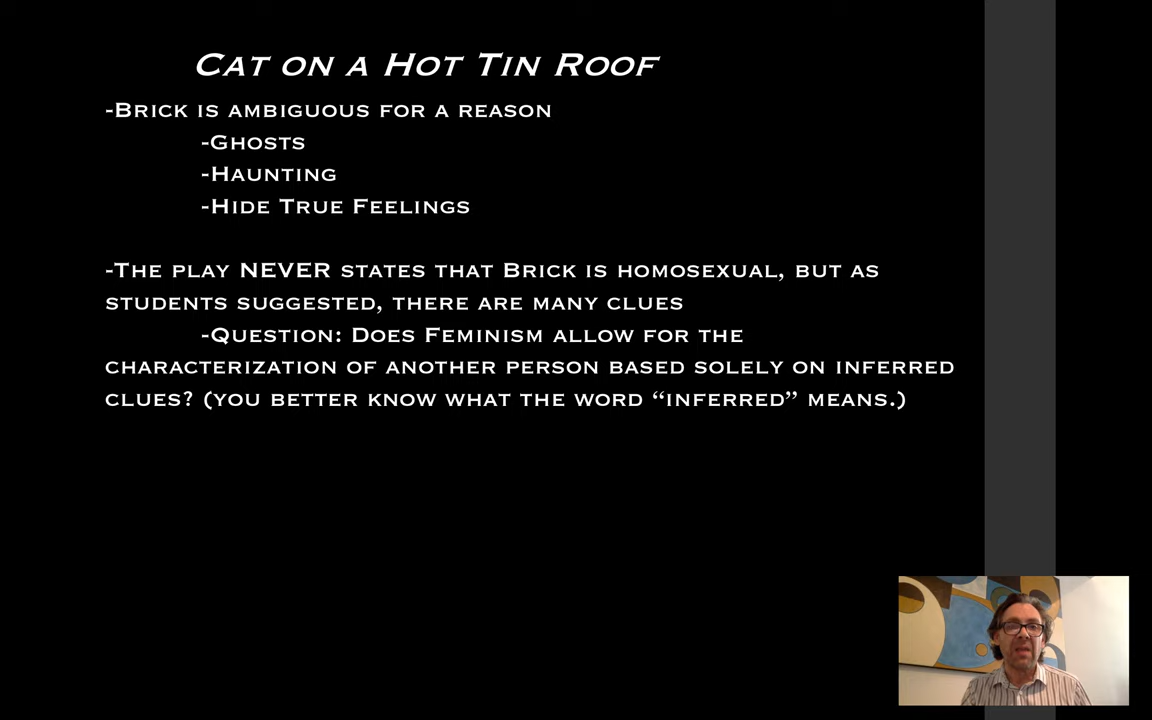 Cat on a Hot Tin Roof
-Brick is ambiguous for a reason
-Ghosts
-Haunting
-Hide True Feelings
-The play NEVER states that Brick is homosexual, but as
students suggested, there are many clues
-Question: Does Feminism allow for the
characterization of another person based solely on inferred
clues? (you better know what the word “inferred” means.)